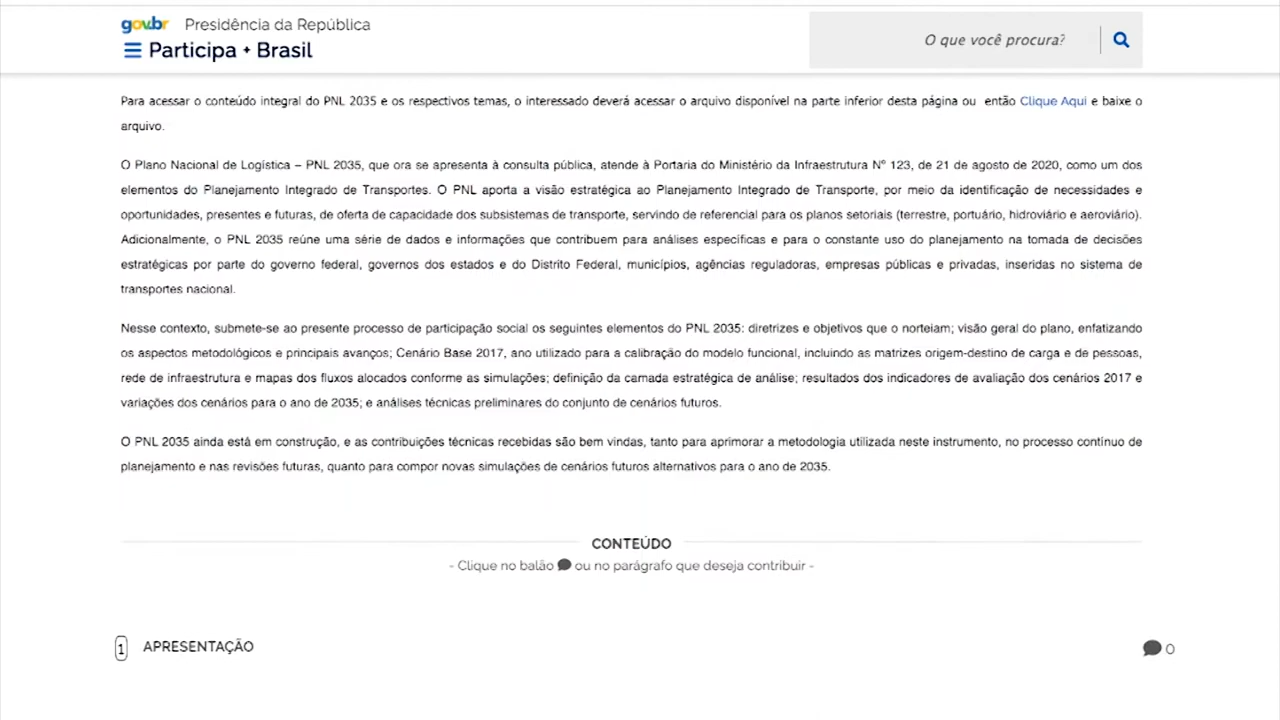 gov.br Presidência da República
Participa + Brasil
O que você procura?
Para acessar o conteúdo integral do PNL 2035 e os respectivos temas, o interessado deverá acessar o arquivo disponível na parte inferior desta página ou então Clique Aqui e baixe o
arquivo.
O Plano Nacional de Logística – PNL 2035, que ora se apresenta à consulta pública, atende à Portaria do Ministério da Infraestrutura Nº 123, de 21 de agosto de 2020, como um dos
elementos do Planejamento Integrado de Transportes. O PNL aporta a visão estratégica ao Planejamento Integrado de Transporte, por meio da identificação de necessidades e
oportunidades, presentes e futuras, de oferta de capacidade dos subsistemas de transporte, servindo de referencial para os planos setoriais (terrestre, portuário, hidroviário e aeroviário).
Adicionalmente, o PNL 2035 reúne uma série de dados e informações que contribuem para análises específicas e para o constante uso do planejamento na tomada de decisões
estratégicas por parte do governo federal, governos dos estados e do Distrito Federal, municípios, agências reguladoras, empresas públicas e privadas, inseridas no sistema de
transportes nacional.
Nesse contexto, submete-se ao presente processo de participação social os seguintes elementos do PNL 2035: diretrizes e objetivos que o norteiam; visão geral do plano, enfatizando
os aspectos metodológicos e principais avanços; Cenário Base 2017, ano utilizado para a calibração do modelo funcional, incluindo as matrizes origem-destino de carga e de pessoas,
rede de infraestrutura e mapas dos fluxos alocados conforme as simulações; definição da camada estratégica de análise; resultados dos indicadores de avaliação dos cenários 2017 e
variações dos cenários para o ano de 2035; e análises técnicas preliminares do conjunto de cenários futuros.
O PNL 2035 ainda está em construção, e as contribuições técnicas recebidas são bem vindas, tanto para aprimorar a metodologia utilizada neste instrumento, no processo contínuo de
planejamento e nas revisões futuras, quanto para compor novas simulações de cenários futuros alternativos para o ano de 2035.
CONTEÚDO
- Clique no balão ou no parágrafo que deseja contribuir -
1 APRESENTAÇÃO 0